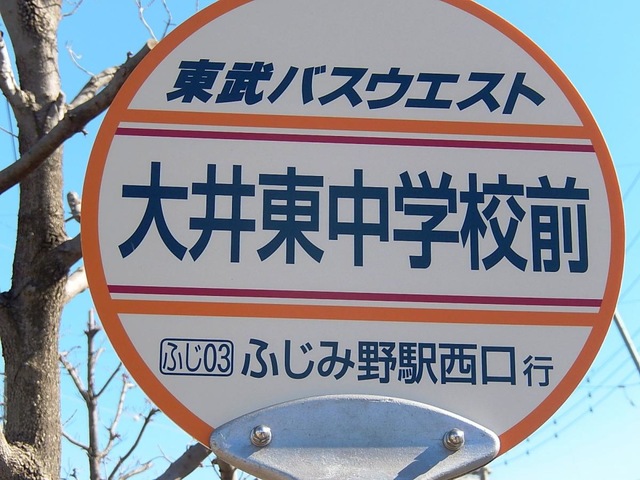 東武バスウエスト
大井東中学校前
ふじ03 ふじみ野駅西口行